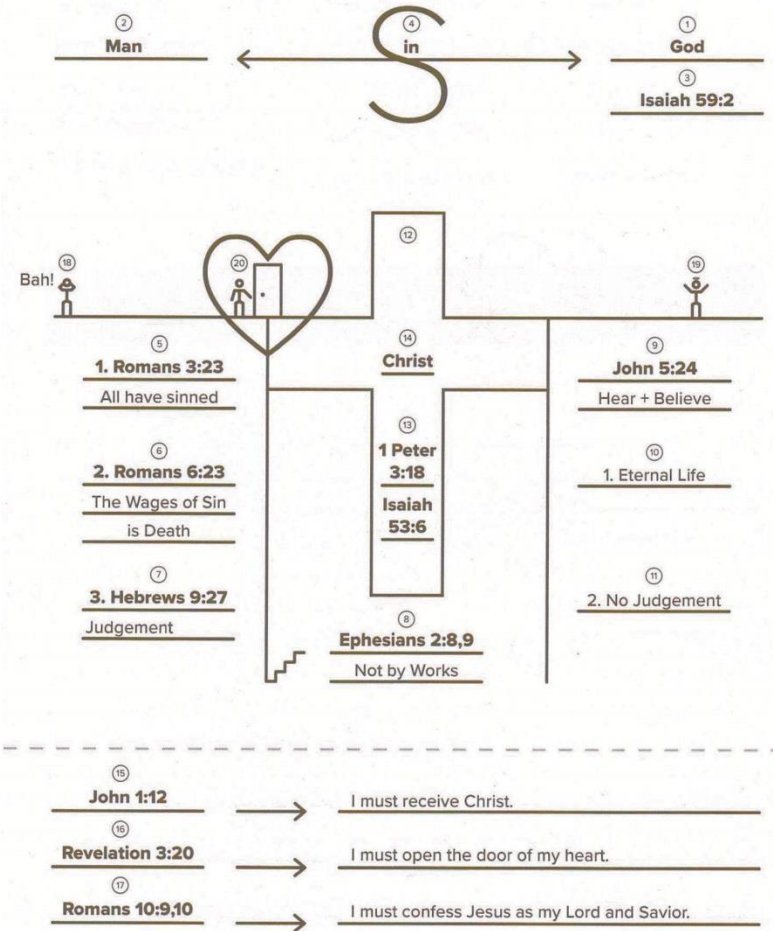 ② ④ ①
Man in God
S
③
Isaiah 59:2
⑫
⑱ ⑳ ⑲
Bah!
⑤ ⑭ ⑨
1. Romans 3:23 Christ John 5:24
All have sinned Hear + Believe
⑥ ⑬ ⑩
2. Romans 6:23 1 Peter 1. Eternal Life
3:18
The Wages of Sin Isaiah
is Death 53:6
⑦ ⑪
3. Hebrews 9:27 2. No Judgement
Judgement
⑧
Ephesians 2:8,9
Not by Works
⑮
John 1:12 I must receive Christ.
⑯
Revelation 3:20 I must open the door of my heart.
⑰
Romans 10:9,10 I must confess Jesus as my Lord and Savior.